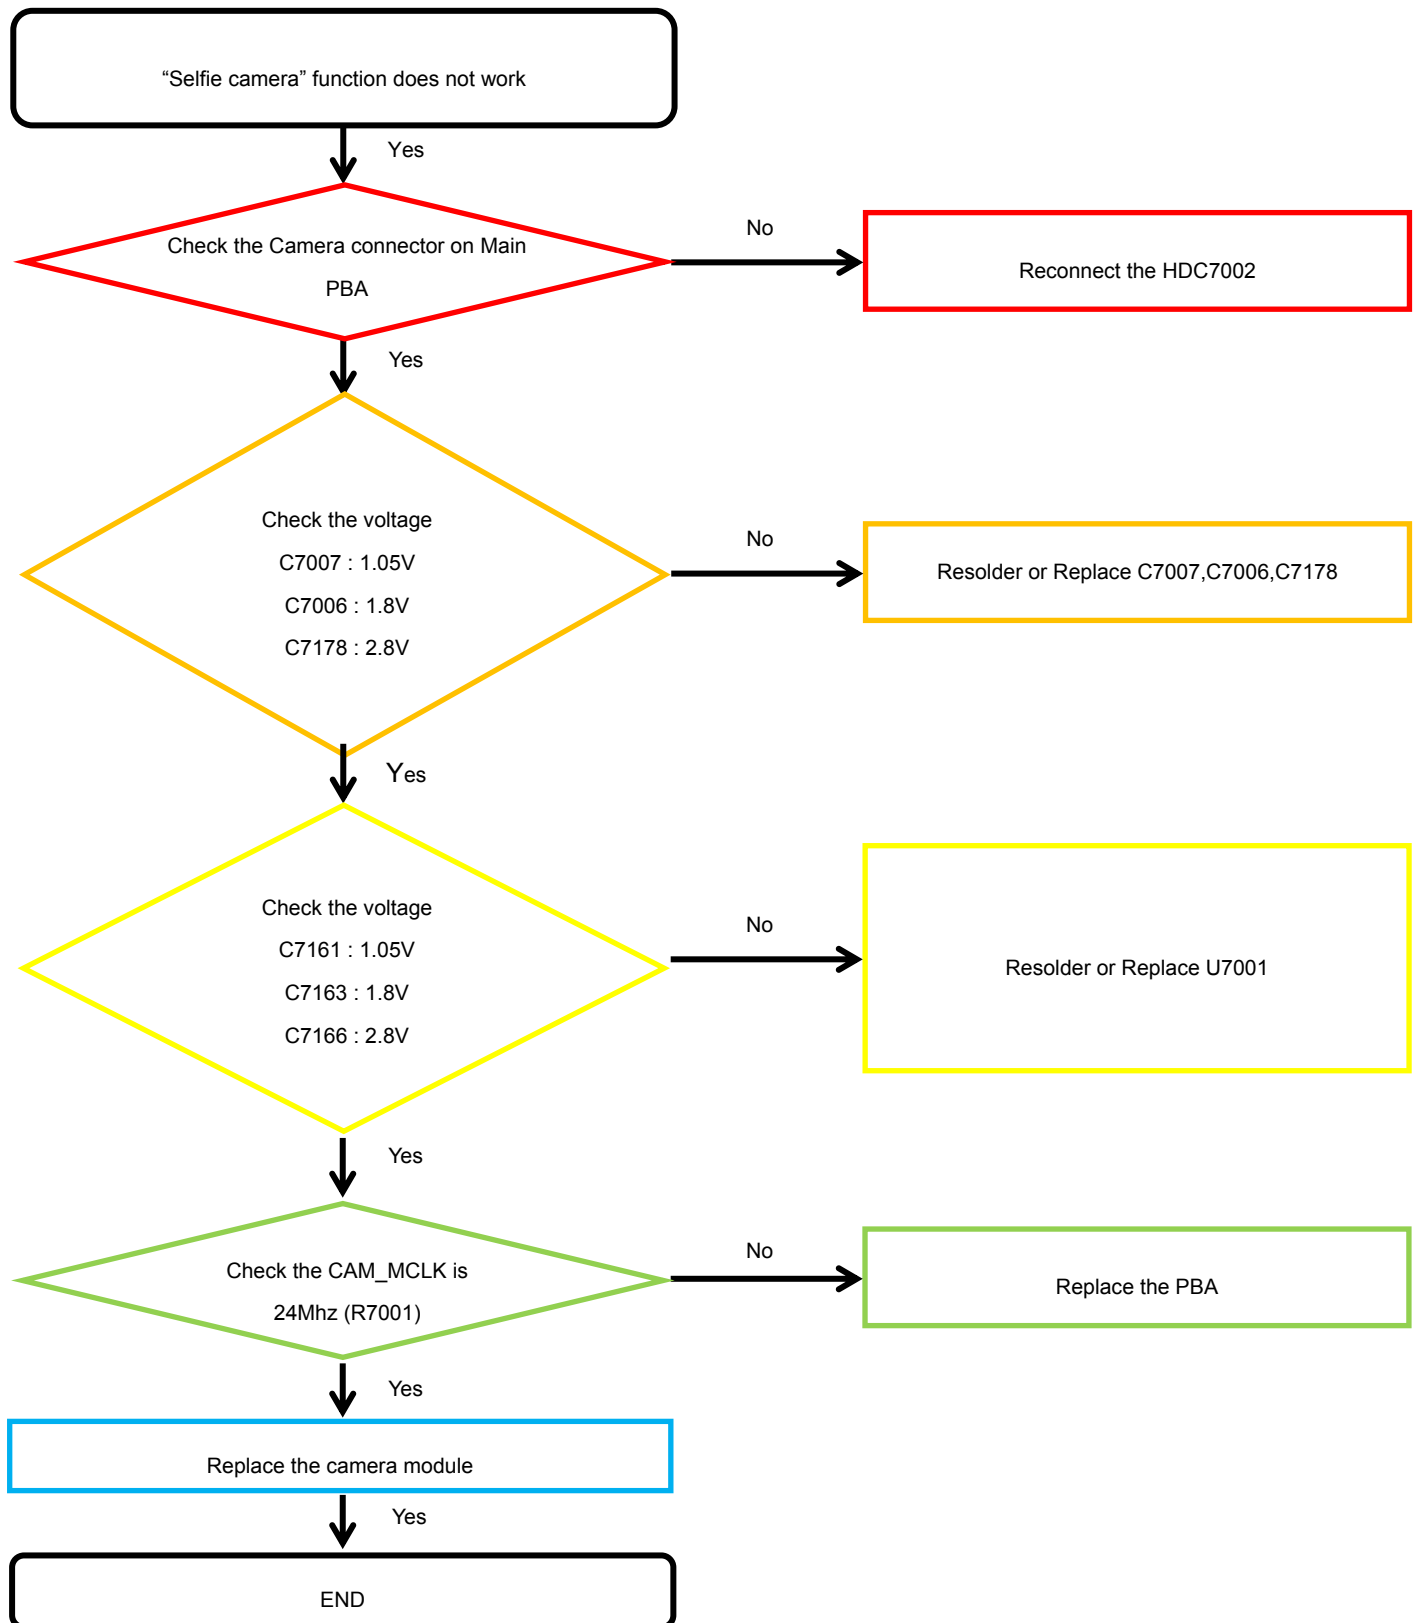 “Selfie camera” function does not work
Yes
Check the Camera connector on Main
PBA
No
Reconnect the HDC7002
Yes
Check the voltage
C7007 : 1.05V
C7006 : 1.8V
C7178 : 2.8V
No
Resolder or Replace C7007,C7006,C7178
Yes
Check the voltage
C7161 : 1.05V
C7163 : 1.8V
C7166 : 2.8V
No
Resolder or Replace U7001
Yes
Check the CAM_MCLK is
24Mhz (R7001)
No
Replace the PBA
Yes
Replace the camera module
Yes
END